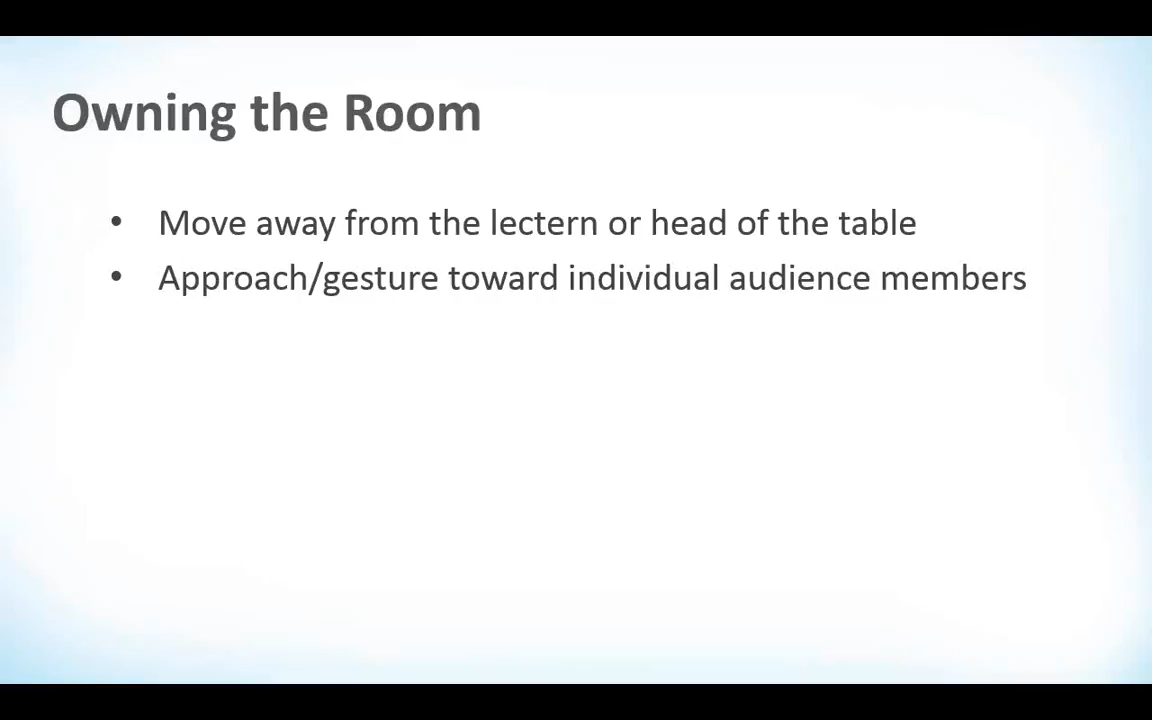 Owning the Room
• Move away from the lectern or head of the table
• Approach/gesture toward individual audience members